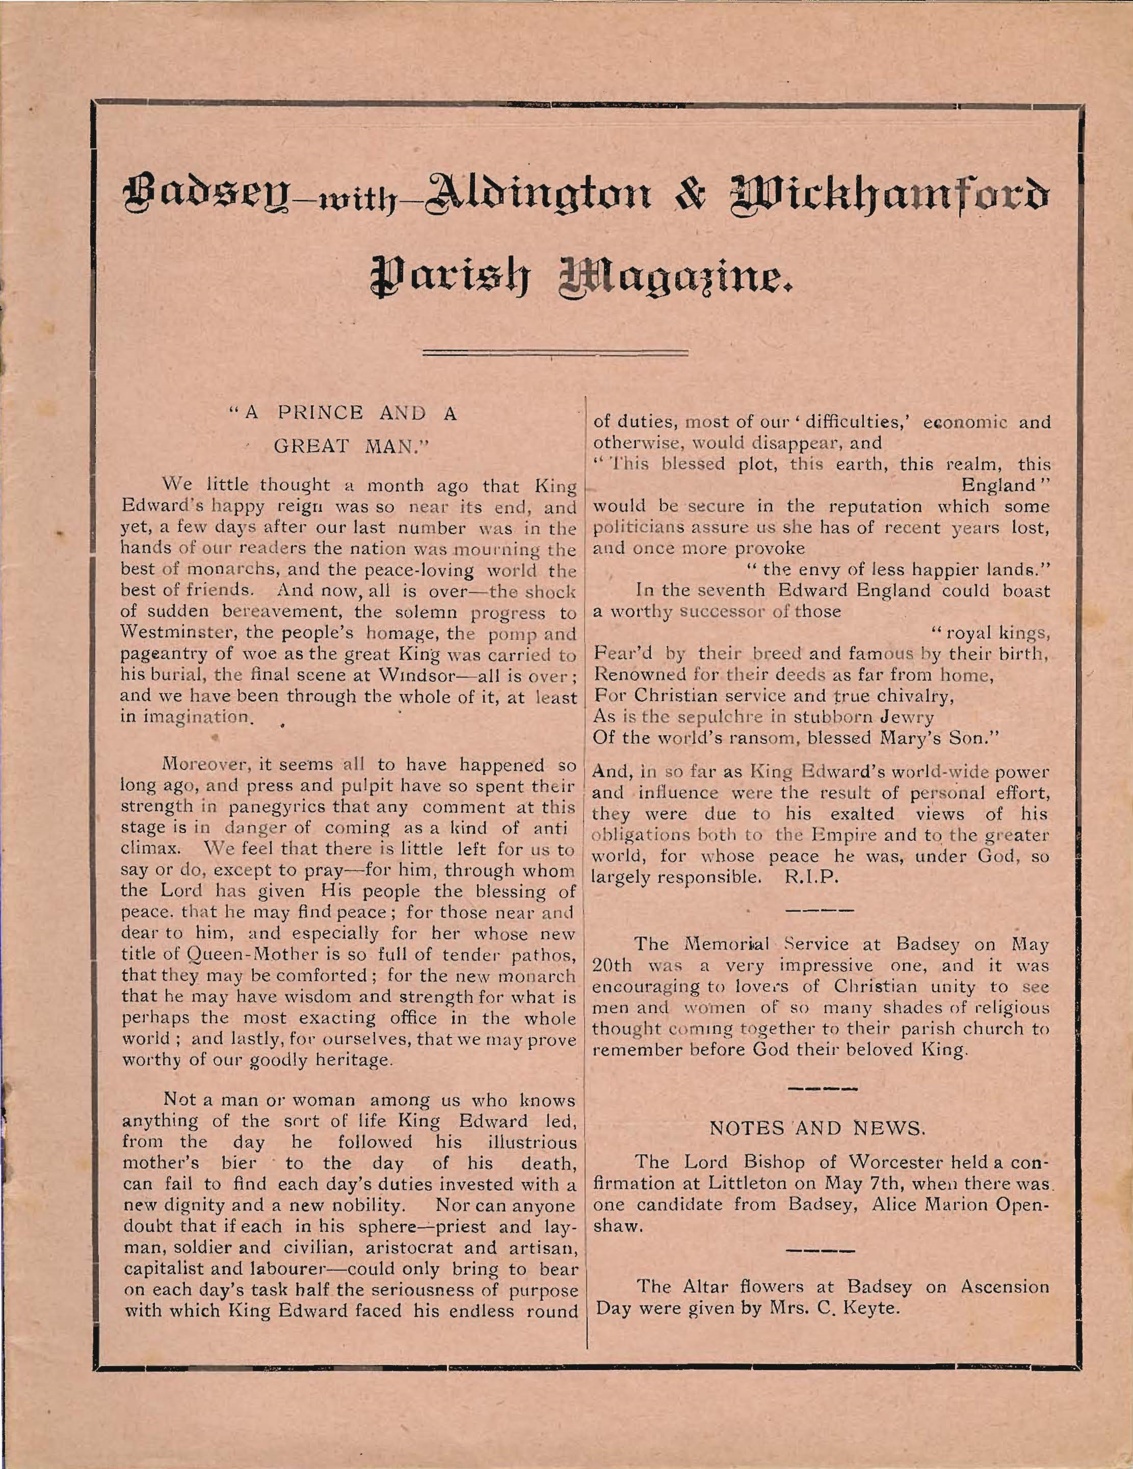 Badsey—with—Aldington & Wickhamford
Parish Magazine.
“A PRINCE AND A
GREAT MAN.”
We little thought a month ago that King
Edward's happy reign was so near its end, and
yet, a few days after our last number was in the
hands of our readers the nation was mourning the
best of monarchs, and the peace-loving world the
best of friends. And now, all is over—the shock
of sudden bereavement, the solemn progress to
Westminster, the people's homage, the pomp and
pageantry of woe as the great King was carried to
his burial, the final scene at Windsor—all is over;
and we have been through the whole of it, at least
in imagination.
Moreover, it seems all to have happened so
long ago, and press and pulpit have so spent their
strength in panegyrics that any comment at this
stage is in danger of coming as a kind of anti
climax. We feel that there is little left for us to
say or do, except to pray—for him, through whom
the Lord has given His people the blessing of
peace. that he may find peace; for those near and
dear to him, and especially for her whose new
title of Queen-Mother is so full of tender pathos,
that they may be comforted; for the new monarch
that he may have wisdom and strength for what is
perhaps the most exacting office in the whole
world; and lastly, for ourselves, that we may prove
worthy of our goodly heritage.
Not a man or woman among us who knows
anything of the sort of life King Edward led,
from the day he followed his illustrious
mother's bier to the day of his death,
can fail to find each day's duties invested with a
new dignity and a new nobility. Nor can anyone
doubt that if each in his sphere—priest and lay-
man, soldier and civilian, aristocrat and artisan,
capitalist and labourer—could only bring to bear
on each day's task half the seriousness of purpose
with which King Edward faced his endless round
of duties, most of our ‘difficulties,’ economic and
otherwise, would disappear, and
“This blessed plot, this earth, this realm, this
England”
would be secure in the reputation which some
politicians assure us she has of recent years lost,
and once more provoke
“the envy of less happier lands.”
In the seventh Edward England could boast
a worthy successor of those
“royal kings,
Fear'd by their breed and famous by their birth,
Renowned for their deeds as far from home,
For Christian service and true chivalry,
As is the sepulchre in stubborn Jewry
Of the world's ransom, blessed Mary's Son.”
And, in so far as King Edward's world-wide power
and influence were the result of personal effort,
they were due to his exalted views of his
obligations both to the Empire and to the greater
world, for whose peace he was, under God, so
largely responsible. R.I.P.
The Memorial Service at Badsey on May
20th was a very impressive one, and it was
encouraging to lovers of Christian unity to see
men and women of so many shades of religious
thought coming together to their parish church to
remember before God their beloved King.
NOTES AND NEWS.
The Lord Bishop of Worcester held a con-
firmation at Littleton on May 7th, when there was
one candidate from Badsey, Alice Marion Open-
shaw.
The Altar flowers at Badsey on Ascension
Day were given by Mrs. C. Keyte.